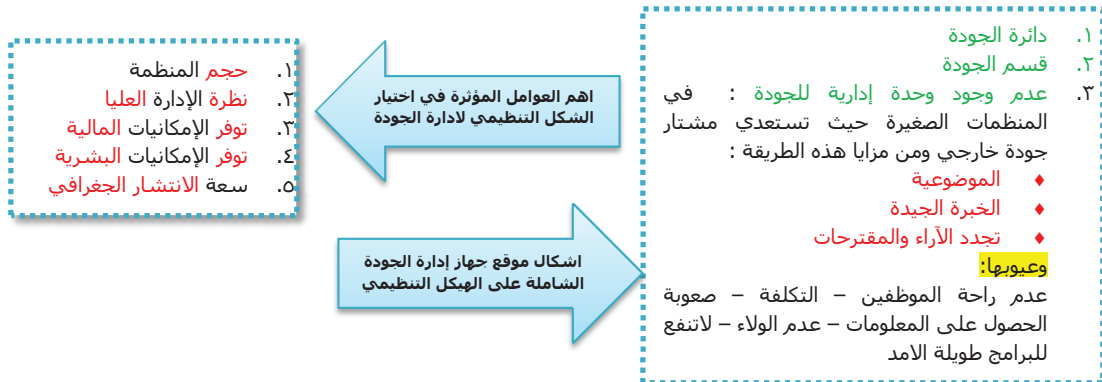 ١. دائرة الجودة
٢. قسم الجودة
٣. عدم وجود وحدة إدارية للجودة : في
المنظمات الصغيرة حيث تستعدي مشتار
جودة خارجي ومن مزايا هذه الطريقة :
♦ الموضوعية
♦ الخبرة الجيدة
♦ تجدد الآراء والمقترحات
وعيوبها:
عدم راحة الموظفين – التكلفة – صعوبة
الحصول على المعلومات – عدم الولاء – لاتنفع
للبرامج طويلة الامد
اهم العوامل المؤثرة في اختيار
الشكل التنظيمي لادارة الجودة
١. حجم المنظمة
٢. نظرة الإدارة العليا
٣. توفر الإمكانيات المالية
٤. توفر الإمكانيات البشرية
٥. سعة الانتشار الجغرافي
اشكال موقع جهاز إدارة الجودة
الشاملة على الهيكل التنظيمي